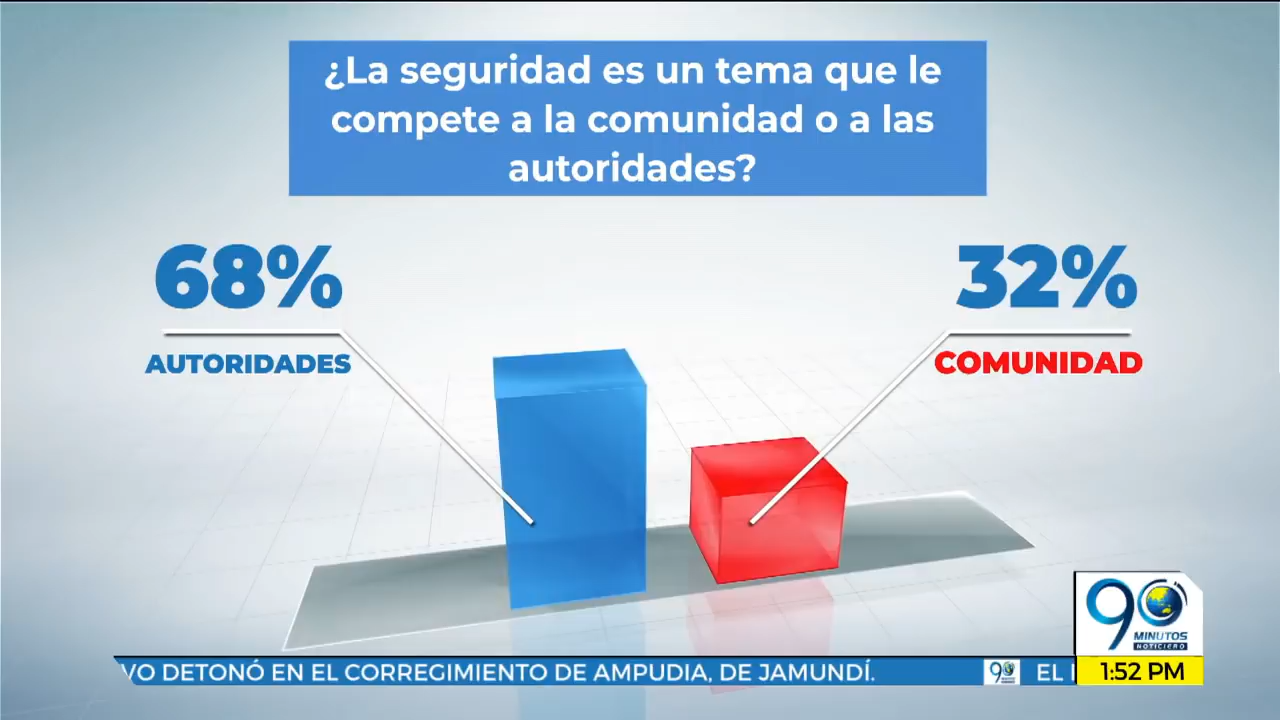 ¿La seguridad es un tema que le
compete a la comunidad o a las
autoridades?
68%
AUTORIDADES
32%
COMUNIDAD
90
MINUTOS
NOTICIERO
VO DETONÓ EN EL CORREGIMIENTO DE AMPUDIA, DE JAMUNDÍ.
90
EL
1:52 PM